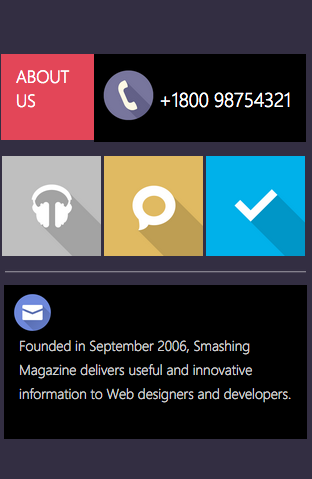 ABOUT
US
+1800 98754321
Founded in September 2006, Smashing
Magazine delivers useful and innovative
information to Web designers and developers.